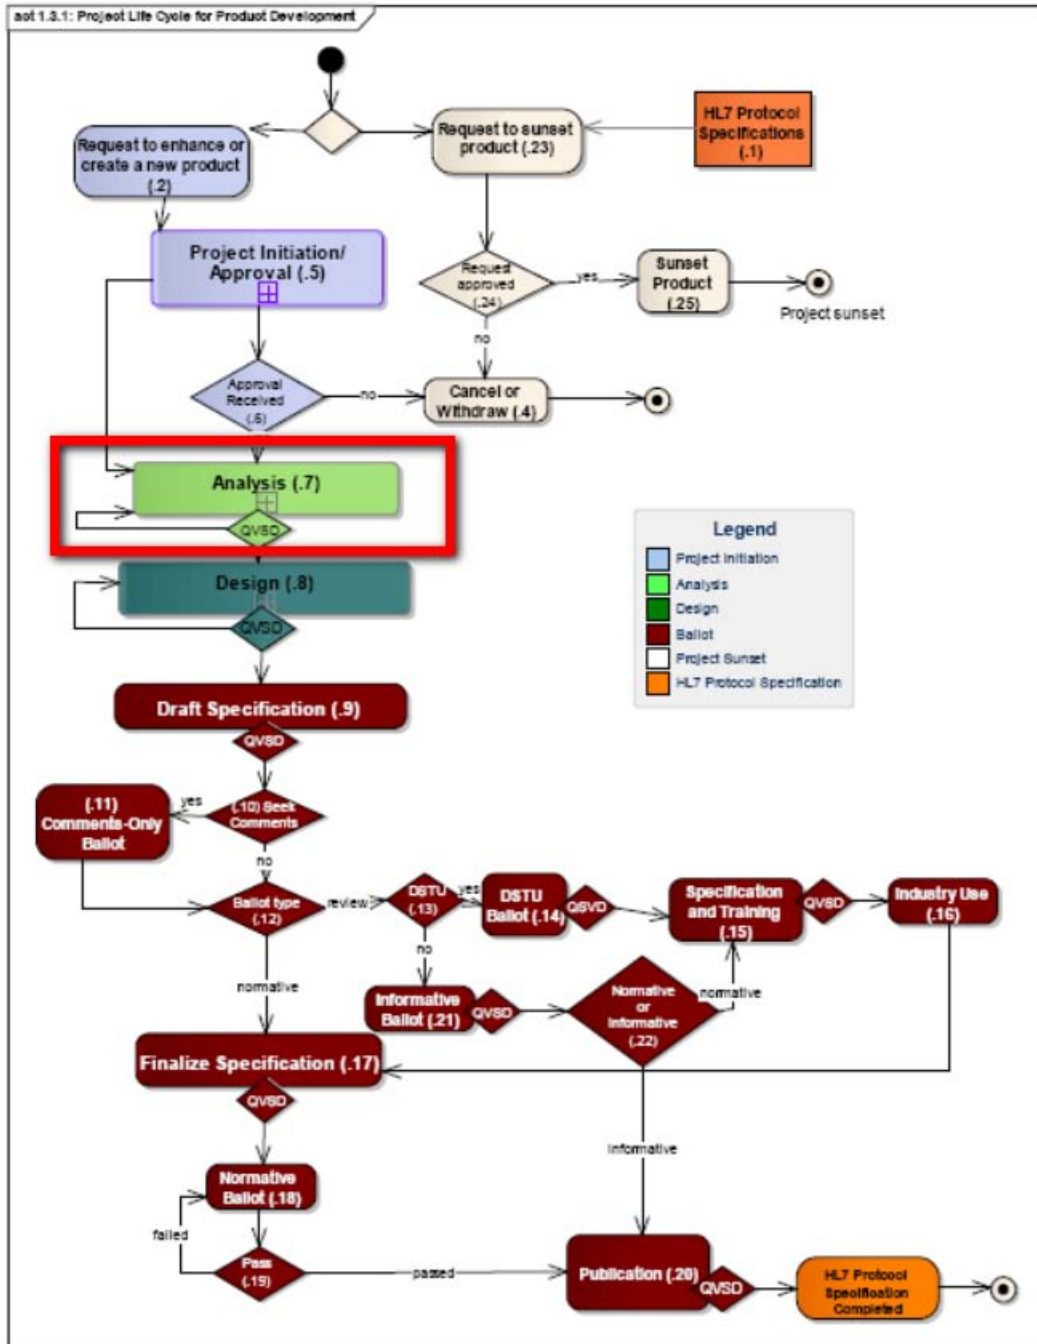 act 1.3.1: Project Life Cycle for Product Development
Request to enhance or
create a new product
(.2)
Request to sunset
product (.23)
HL7 Protocol
Specifications
(.1)
Project Initiation/
Approval (.5)
Request
approved
(.24)
yes
Sunset
Product
(.25)
Project sunset
no
Approval
Received
(.6)
no
Cancel or
Withdraw (.4)
Analysis (.7)
QVSD
Design (.8)
QVSD
Legend
Project Initiation
Analysis
Design
Ballot
Project Sunset
HL7 Protocol Specification
Draft Specification (.9)
QVSD
(.10) Seek
Comments
yes
(.11)
Comments-Only
Ballot
no
Ballot type
(.12)
review
DSTU
(.13)
yes
DSTU
Ballot (.14)
QSVD
Specification
and Training
(.15)
QVSD
Industry Use
(.16)
no
normative
Informative
Ballot (.21)
QVSD
Normative
or
Informative
(.22)
normative
Finalize Specification (.17)
QVSD
Informative
Normative
Ballot (.18)
failed
Pass
(.19)
passed
Publication (.20)
QVSD
HL7 Protocol
Specification
Completed